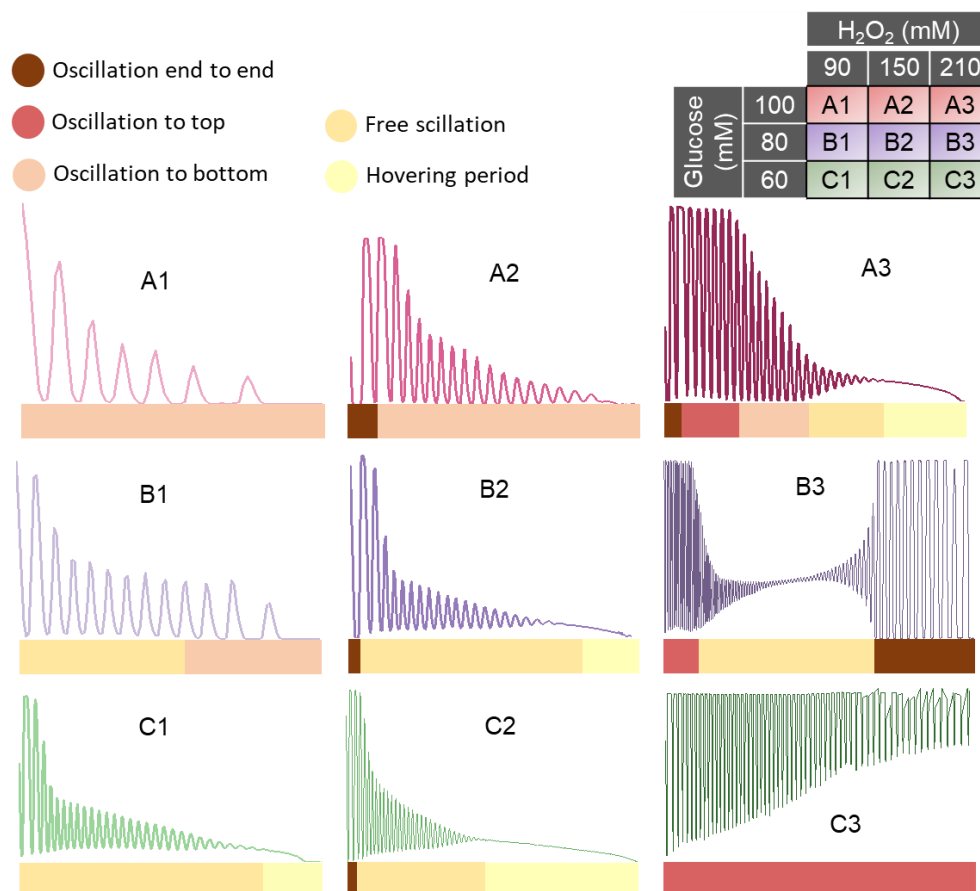 H₂O₂ (mM)
90 150 210
Glucose (mM)
100 A1 A2 A3
80 B1 B2 B3
60 C1 C2 C3
Oscillation end to end
Oscillation to top
Oscillation to bottom
Free scillation
Hovering period
A1
A2
A3
B1
B2
B3
C1
C2
C3